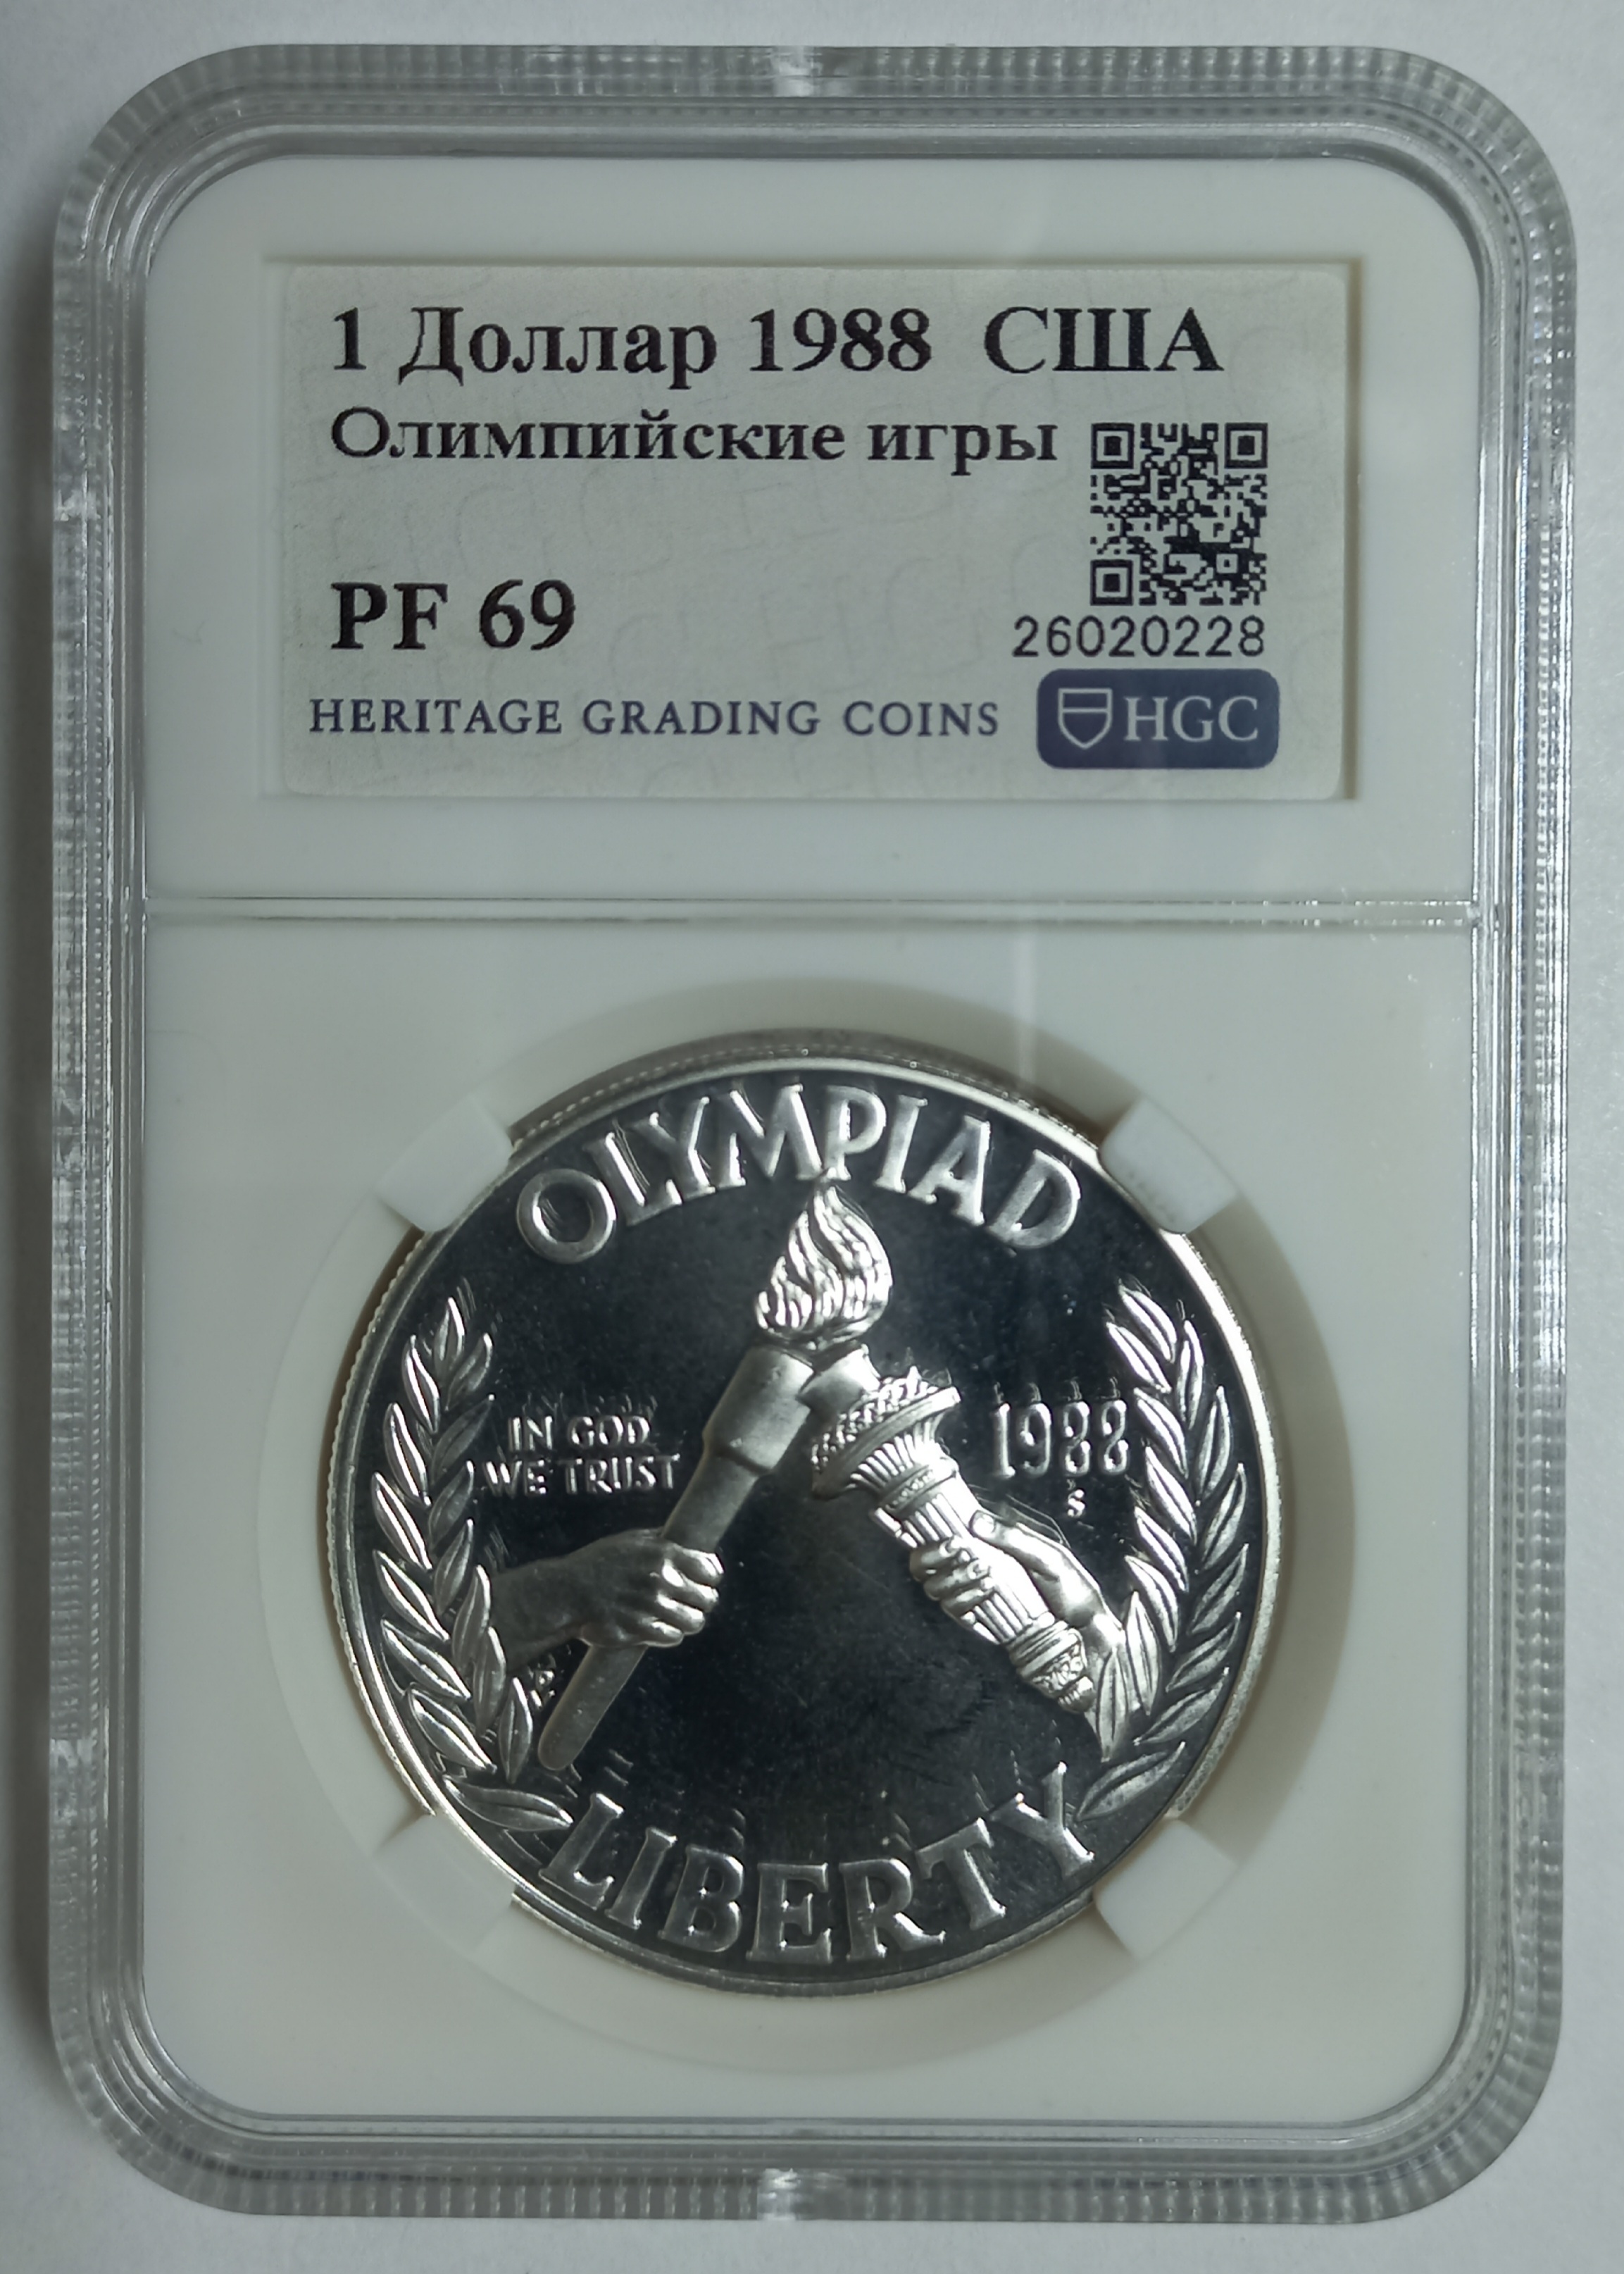 1 Доллар 1988 США
Олимпийские игры
PF 69
26020228
HERITAGE GRADING COINS HGC
OLYMPIAD
IN GOD
WE TRUST
1988
S
LIBERTY